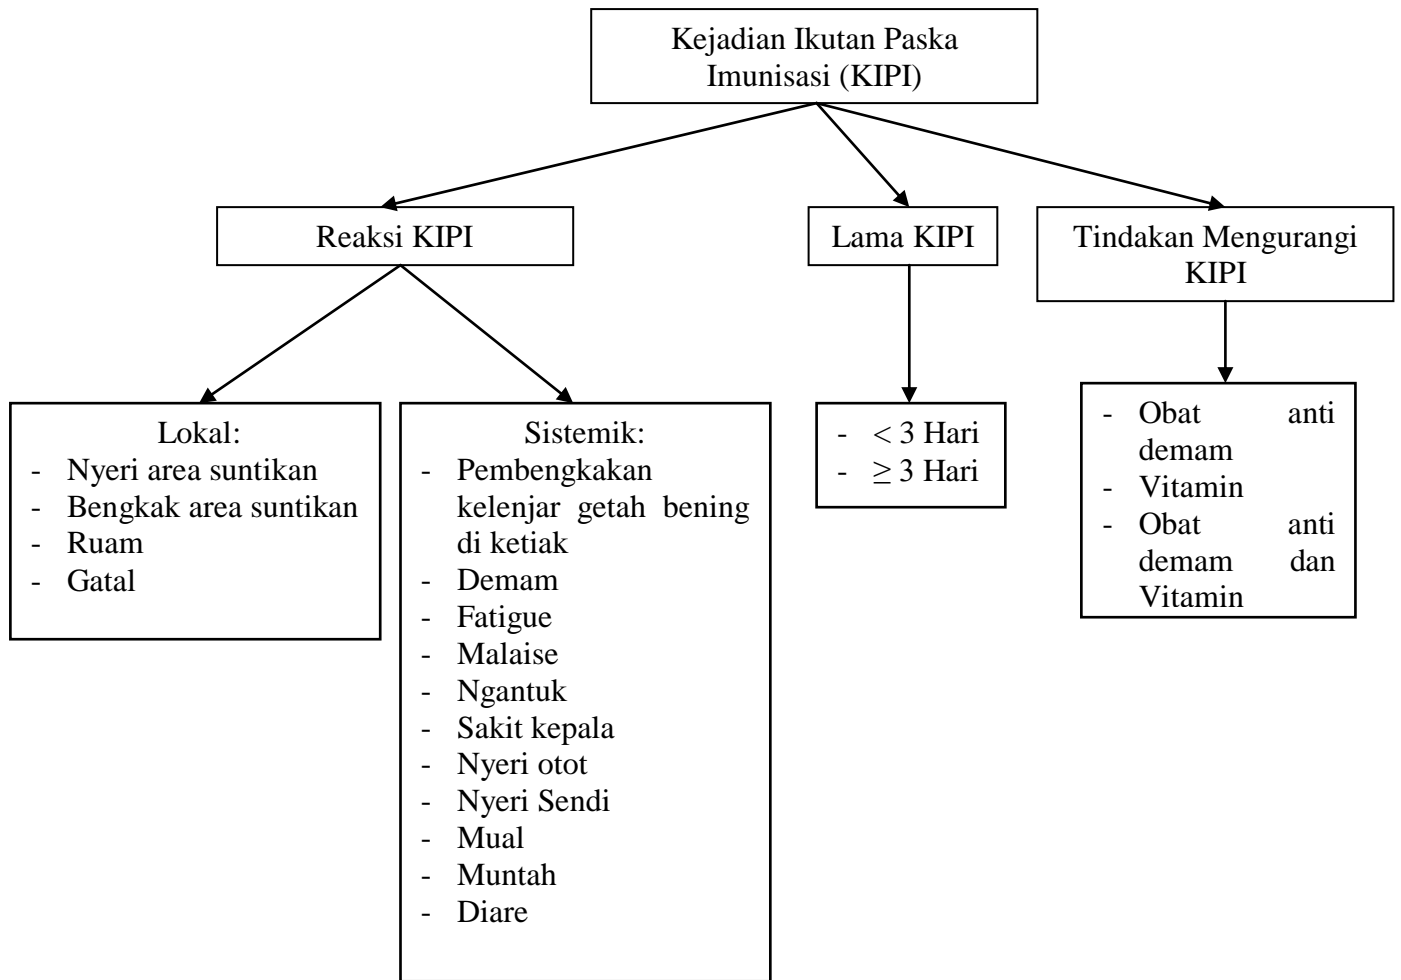 Kejadian Ikutan Paska
Imunisasi (KIPI)
Reaksi KIPI
Lama KIPI
Tindakan Mengurangi
KIPI
Lokal:
- Nyeri area suntikan
- Bengkak area suntikan
- Ruam
- Gatal
Sistemik:
- Pembengkakan
kelenjar getah bening
di ketiak
- Demam
- Fatigue
- Malaise
- Ngantuk
- Sakit kepala
- Nyeri otot
- Nyeri Sendi
- Mual
- Muntah
- Diare
- < 3 Hari
- ≥ 3 Hari
- Obat anti
demam
- Vitamin
- Obat anti
demam dan
Vitamin